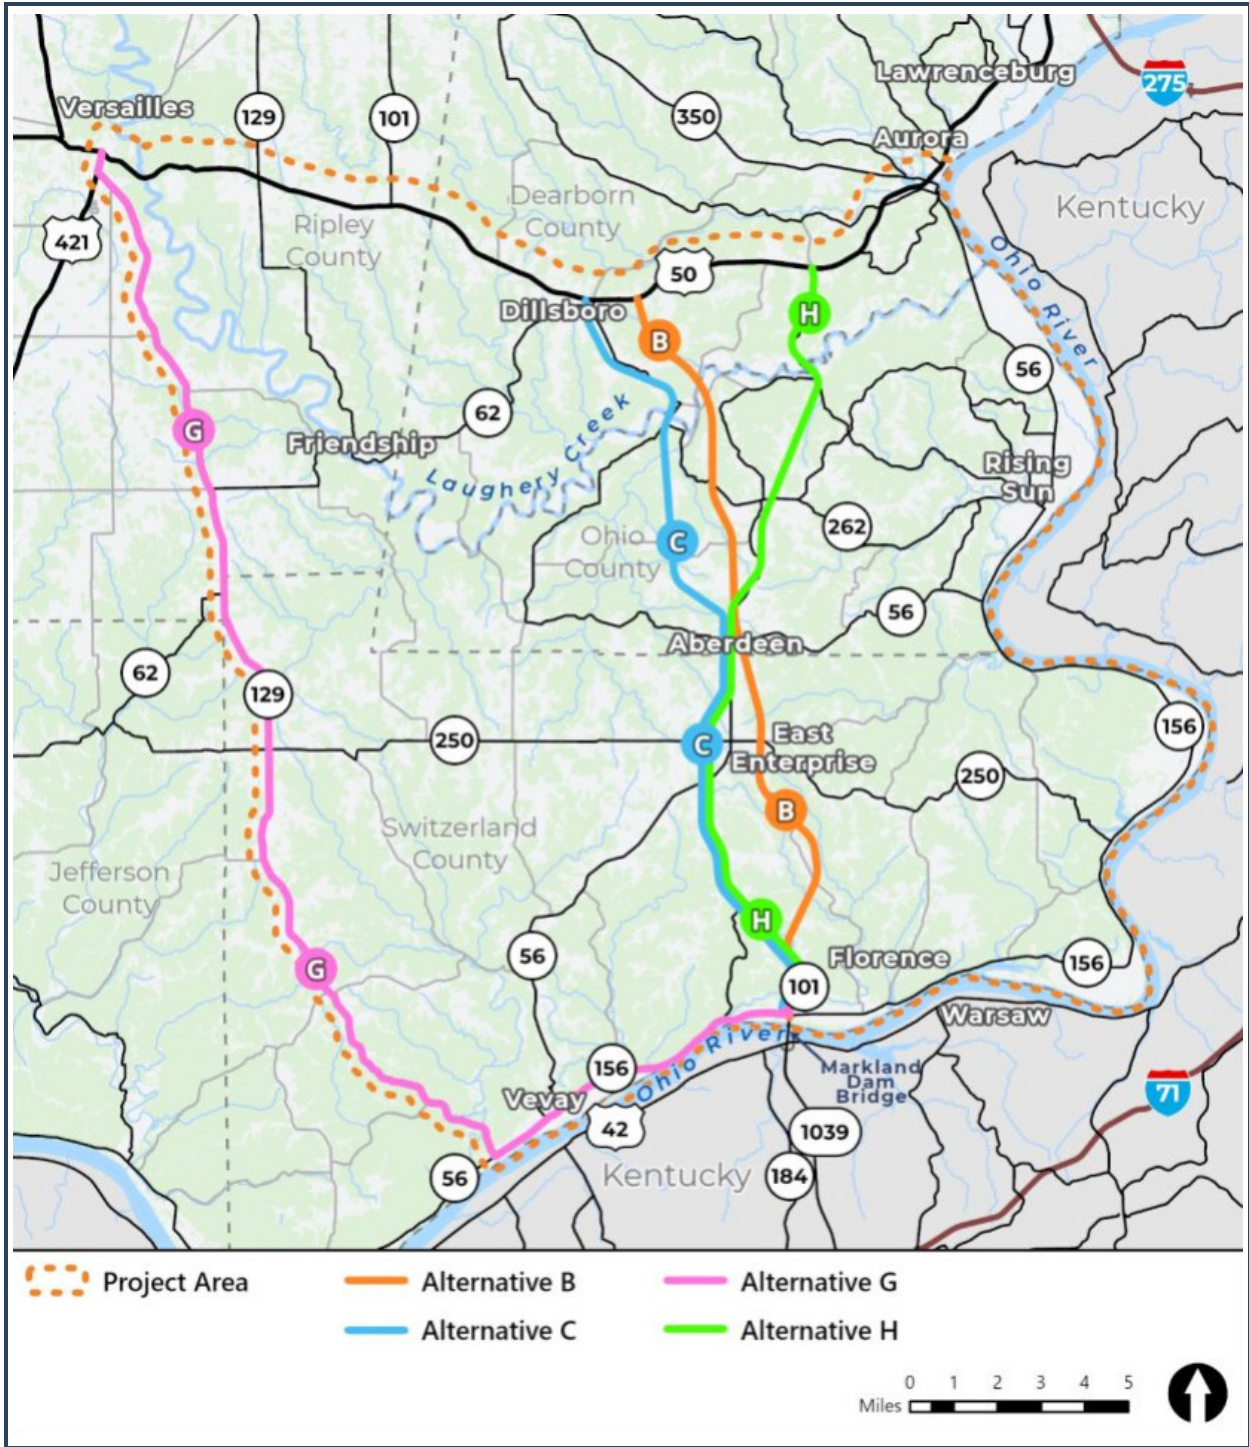 Lawrenceburg
275
Versailles
129
101
350
Aurora
Dearborn
County
Kentucky
Ripley
County
421
50
Ohio River
Dillsboro
H
B
56
62
G
Friendship
Laughery Creek
Rising
Sun
262
Ohio
County
C
56
Aberdeen
62
129
156
250
C
East
Enterprise
250
B
Switzerland
County
Jefferson
County
H
56
Florence
156
G
101
Warsaw
Ohio River
156
Markland
Dam
Bridge
71
Vevay
42
1039
Kentucky
56
184
Project Area
Alternative B
Alternative G
Alternative C
Alternative H
0 1 2 3 4 5
Miles